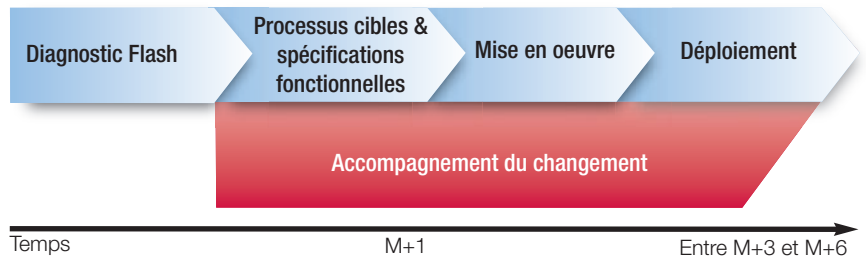 Diagnostic Flash
Processus cibles &
spécifications
fonctionnelles
Mise en oeuvre
Déploiement
Accompagnement du changement
Temps
M+1
Entre M+3 et M+6